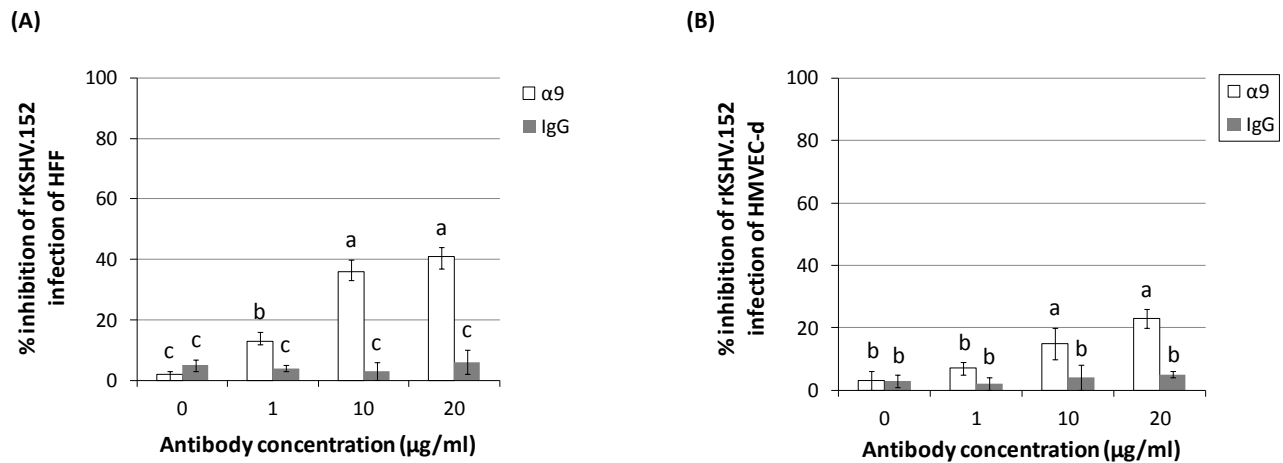 (A)
% inhibition of rKSHV.152
infection of HFF
100
80
60
40
20
0
c c b c a c a c
0 1 10 20
Antibody concentration (µg/ml)
α9
IgG
(B)
% inhibition of rKSHV.152
infection of HMVEC-d
100
80
60
40
20
0
b b b b a b a b
0 1 10 20
Antibody concentration (µg/ml)
α9
IgG